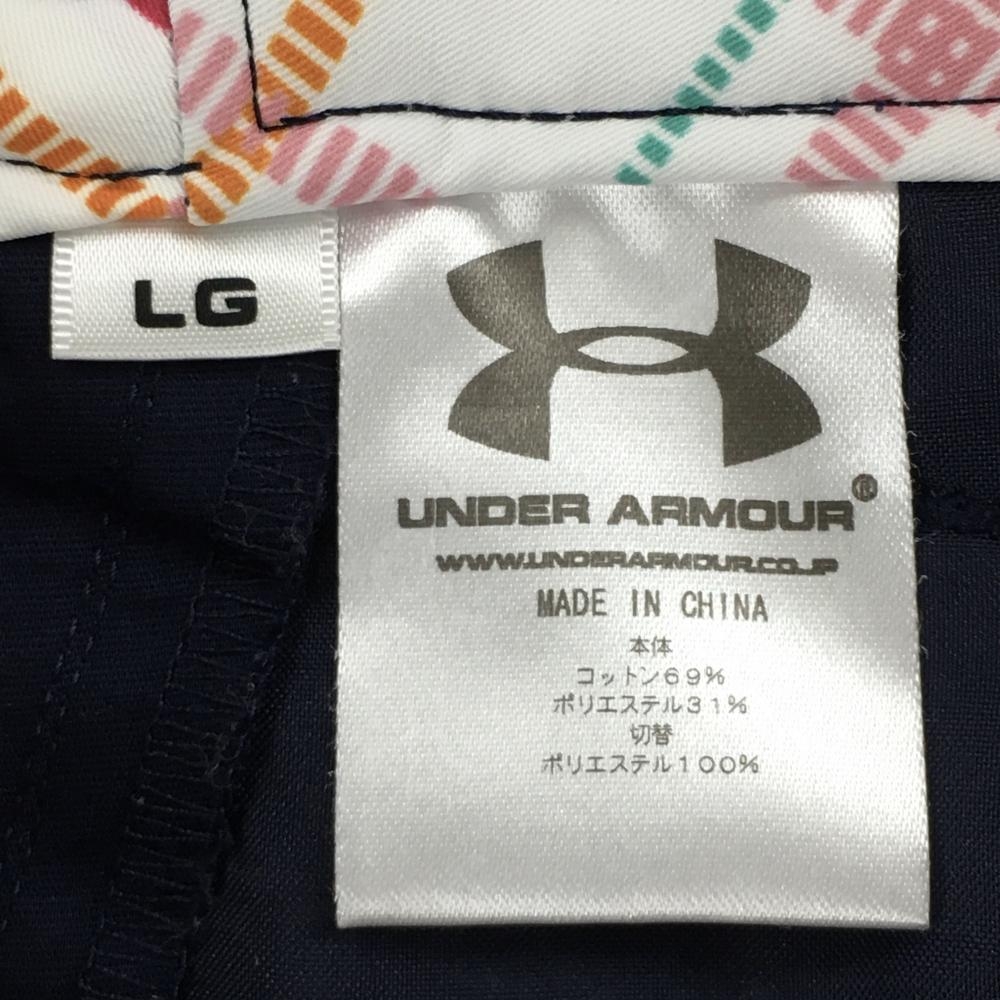 LG
UNDER ARMOUR®
WWW.UNDERARMOUR.CO.JP
MADE IN CHINA
本体
コットン69%
ポリエステル31%
切替
ポリエステル100%